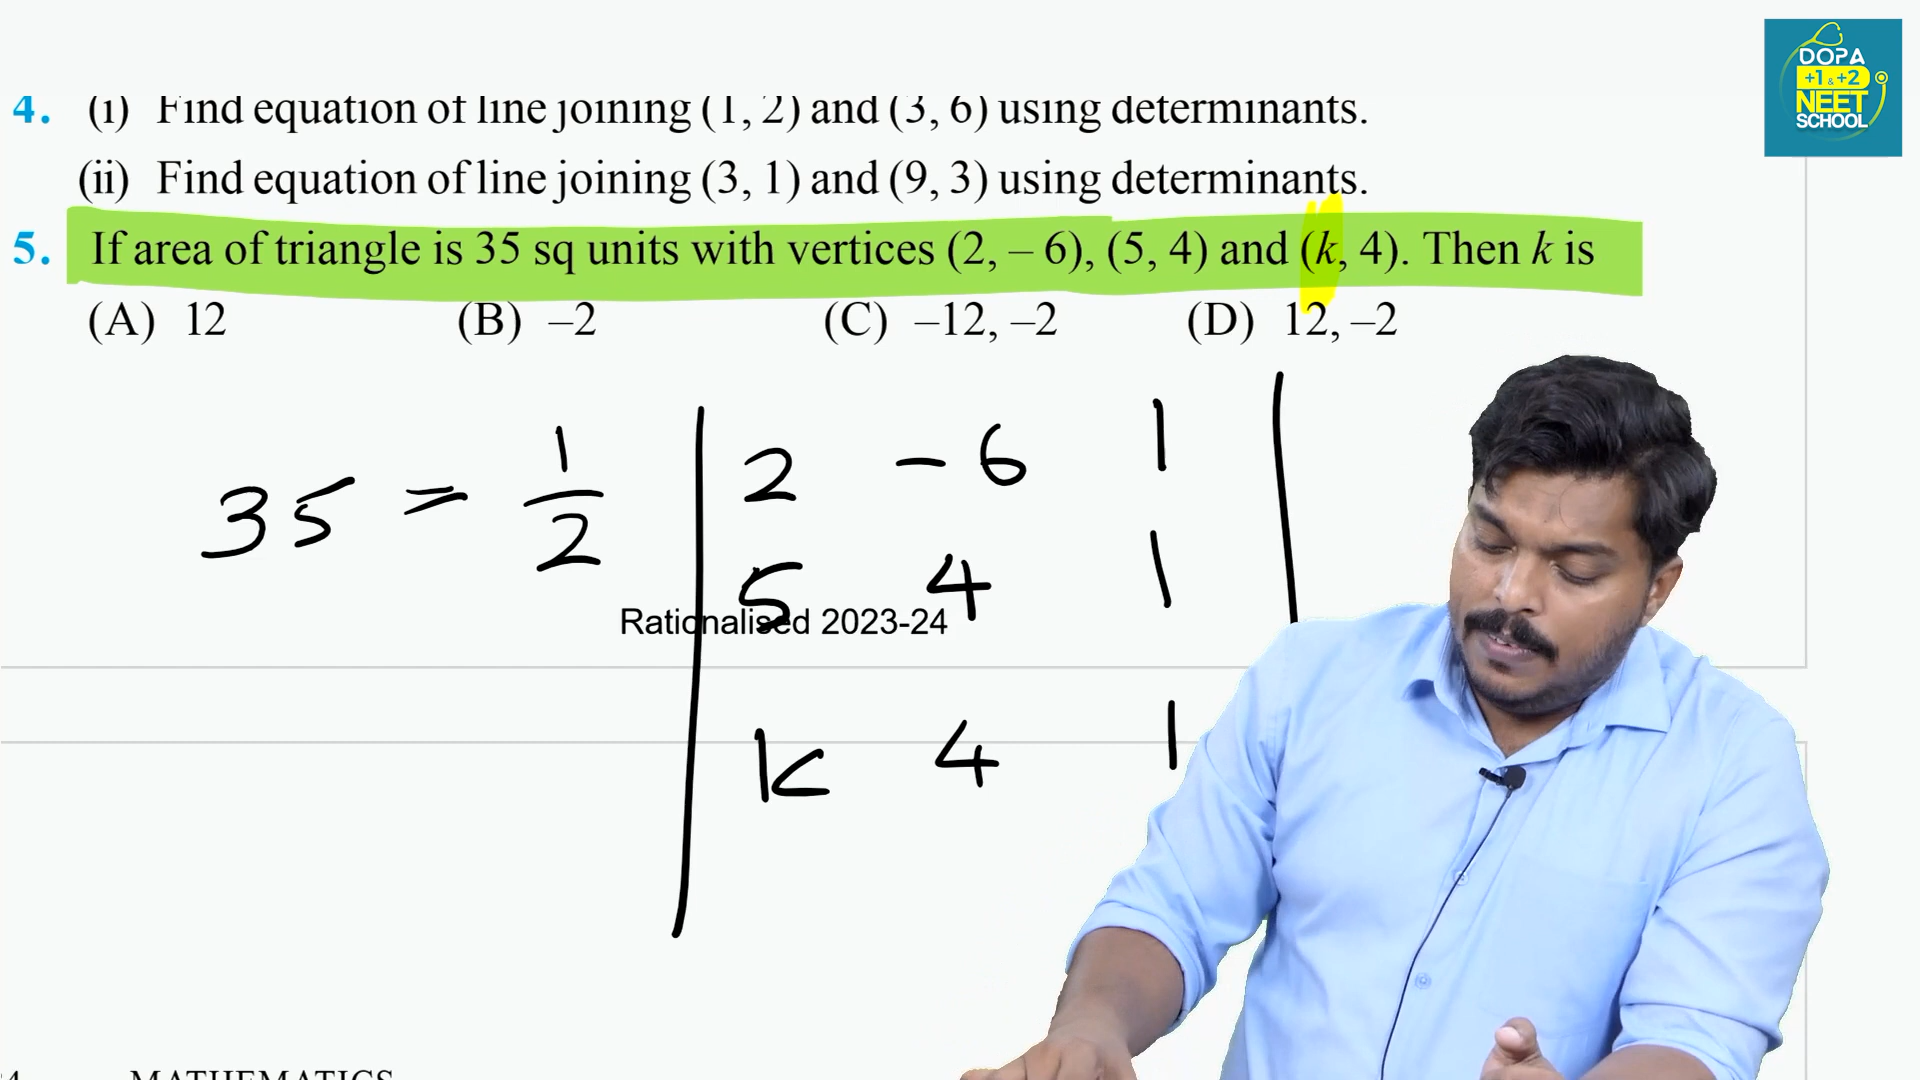 DOPA
+1 & +2
NEET
SCHOOL
4. (i) Find equation of line joining (1, 2) and (3, 6) using determinants.
(ii) Find equation of line joining (3, 1) and (9, 3) using determinants.
5. If area of triangle is 35 sq units with vertices (2, – 6), (5, 4) and (k, 4). Then k is
(A) 12 (B) –2 (C) –12, –2 (D) 12, –2
35 = 1/2 | 2 -6 1 |
5 4 1
Rationalised 2023-24
k 4 1
MATHEMATICS